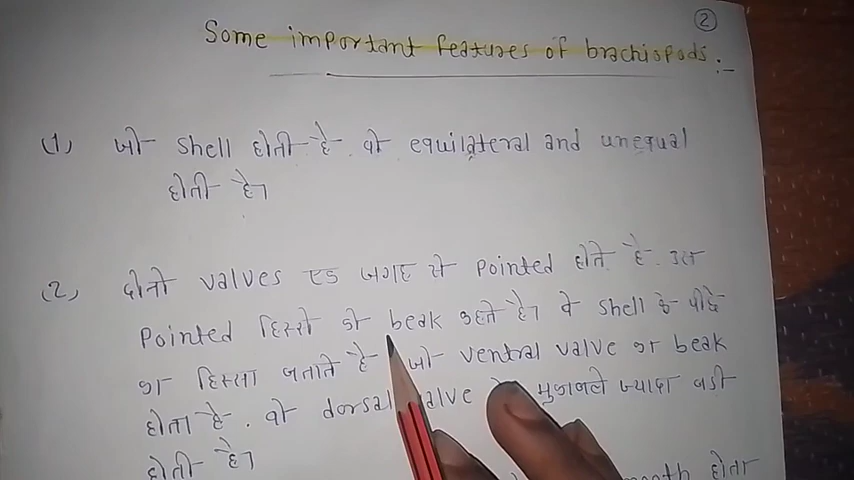 2
Some important features of brachiopods :-
(1) जो shell होती है वो equilateral and unequal
होती है।
(2) दोनो valves एक जगह से pointed होते है. उस
pointed हिस्से को beak कहते है। ये shell के पीछे
का हिस्सा बनाते है जो ventral valve का beak
होता है. वो dorsal valve मुकाबले ज्यादा बडी
होती है।
होता